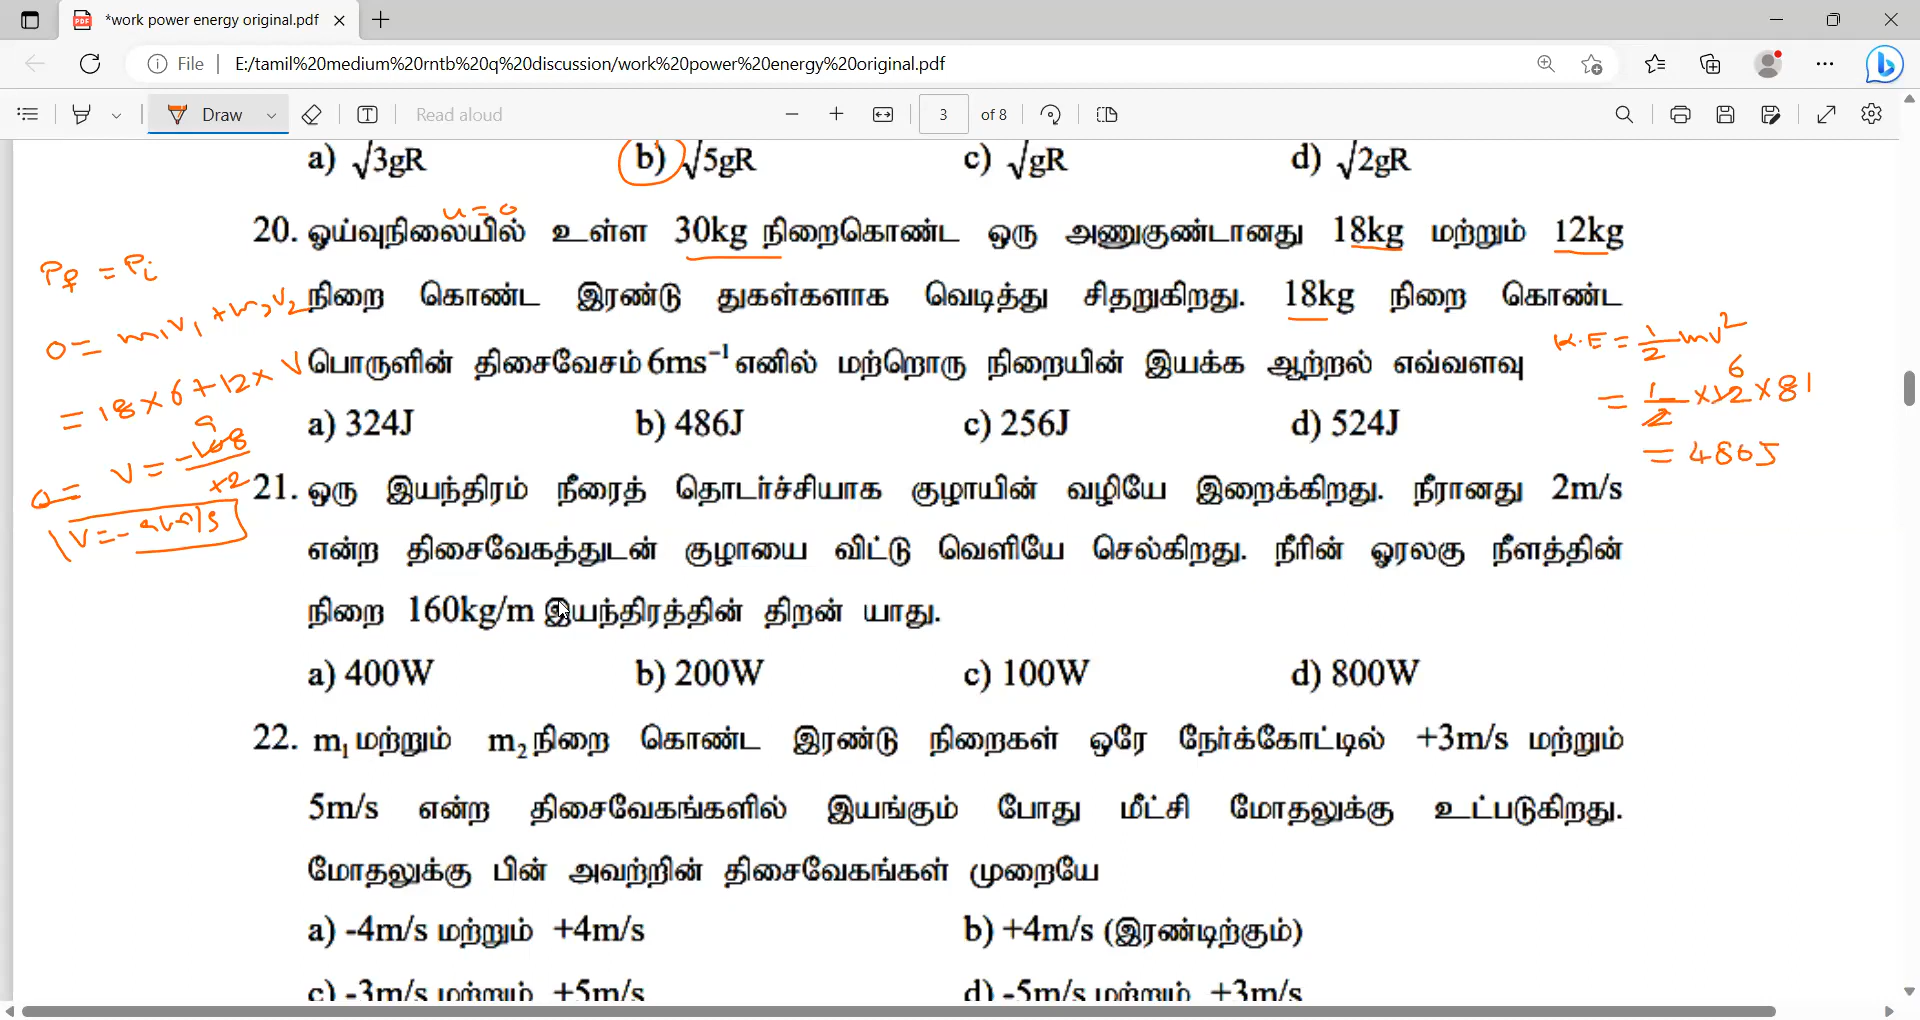 *work power energy original.pdf
File | E:/tamil%20medium%20rntb%20q%20discussion/work%20power%20energy%20original.pdf
Draw Read aloud 3 of 8
a) √3gR b) √5gR c) √gR d) √2gR
u = 0
20. ஓய்வுநிலையில் உள்ள 30kg நிறைகொண்ட ஒரு அணுகுண்டானது 18kg மற்றும் 12kg
நிறை கொண்ட இரண்டு துகள்களாக வெடித்து சிதறுகிறது. 18kg நிறை கொண்ட
பொருளின் திசைவேசம் 6ms⁻¹ எனில் மற்றொரு நிறையின் இயக்க ஆற்றல் எவ்வளவு
a) 324J b) 486J c) 256J d) 524J
Pf = Pi
0 = m1v1 + m2v2
= 18 × 6 + 12 × V
V = -108
K.E = 1/2 mv²
= 1/2 × 12 × 81
6
= 486J
21. ஒரு இயந்திரம் நீரைத் தொடர்ச்சியாக குழாயின் வழியே இறைக்கிறது. நீரானது 2m/s
என்ற திசைவேகத்துடன் குழாயை விட்டு வெளியே செல்கிறது. நீரின் ஓரலகு நீளத்தின்
நிறை 160kg/m இயந்திரத்தின் திறன் யாது.
a) 400W b) 200W c) 100W d) 800W
22. m₁ மற்றும் m₂ நிறை கொண்ட இரண்டு நிறைகள் ஒரே நேர்க்கோட்டில் +3m/s மற்றும்
5m/s என்ற திசைவேகங்களில் இயங்கும் போது மீட்சி மோதலுக்கு உட்படுகிறது.
மோதலுக்கு பின் அவற்றின் திசைவேகங்கள் முறையே
a) -4m/s மற்றும் +4m/s b) +4m/s (இரண்டிற்கும்)
c) -3m/s மற்றும் +5m/s d) -5m/s மற்றும் +3m/s